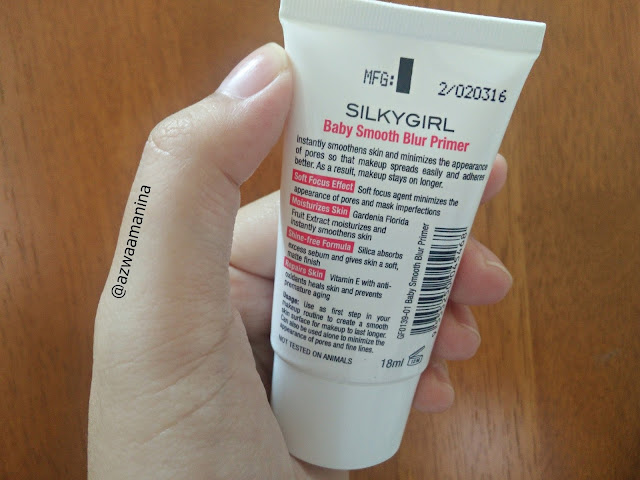 MFG:
2/020316
SILKYGIRL
Baby Smooth Blur Primer
Instantly smoothens skin and minimizes the appearance
of pores so that makeup spreads easily and adheres
better. As a result, makeup stays on longer.
Soft Focus Effect Soft focus agent minimizes the
appearance of pores and mask imperfections
Moisturizes Skin Gardenia Florida
Fruit Extract moisturizes and
instantly smoothens skin
Shine-free Formula Silica absorbs
excess sebum and gives skin a soft,
matte finish
Repairs Skin Vitamin E with anti-
oxidants heals skin and prevents
premature aging
Usage: Use as first step in your
makeup routine to create a smooth
skin surface for makeup to last longer.
Can also be used alone to minimize the
appearance of pores and fine lines.
NOT TESTED ON ANIMALS
18ml
GF0139-01 Baby Smooth Blur Primer
@azwaamanina